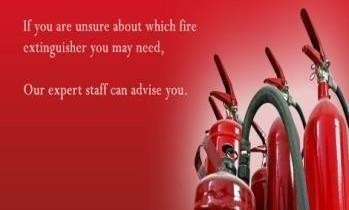 If you are unsure about which fire
extinguisher you may need,
Our expert staff can advise you.